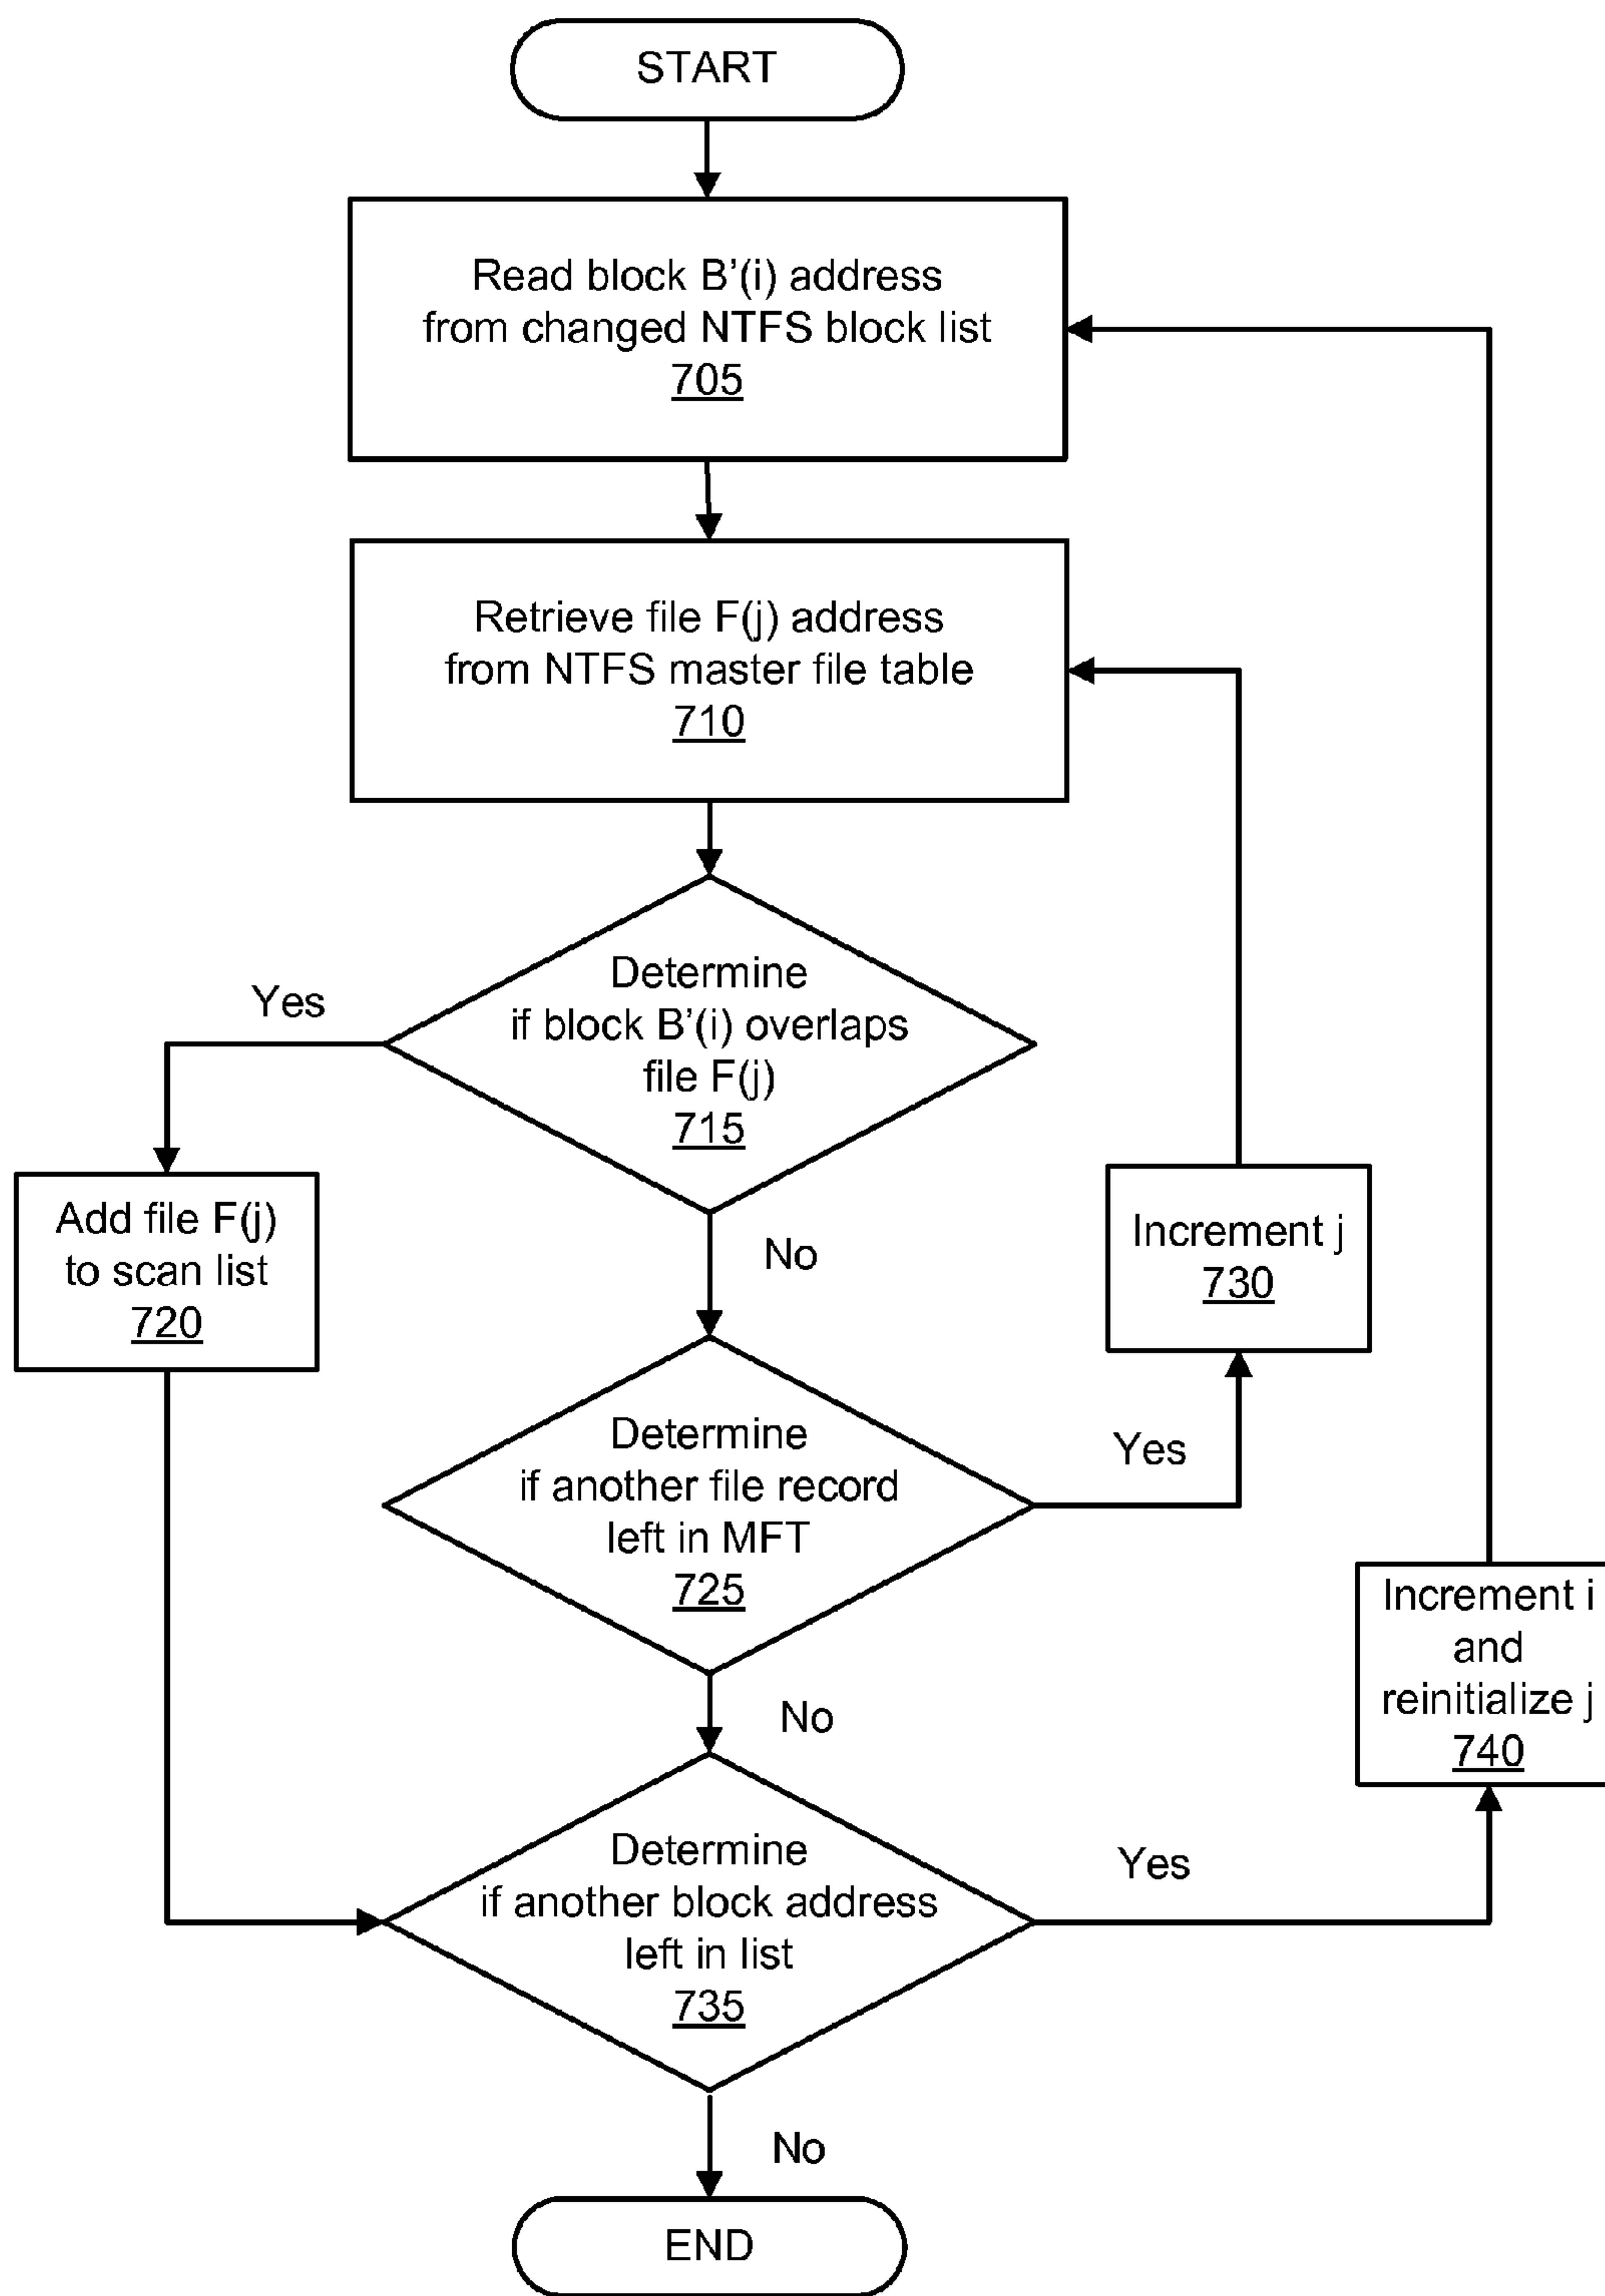 START
Read block B’(i) address
from changed NTFS block list
705
Retrieve file F(j) address
from NTFS master file table
710
Determine
if block B’(i) overlaps
file F(j)
715
Yes
No
Add file F(j)
to scan list
720
Increment j
730
Determine
if another file record
left in MFT
725
Yes
No
Increment i
and
reinitialize j
740
Determine
if another block address
left in list
735
Yes
No
END